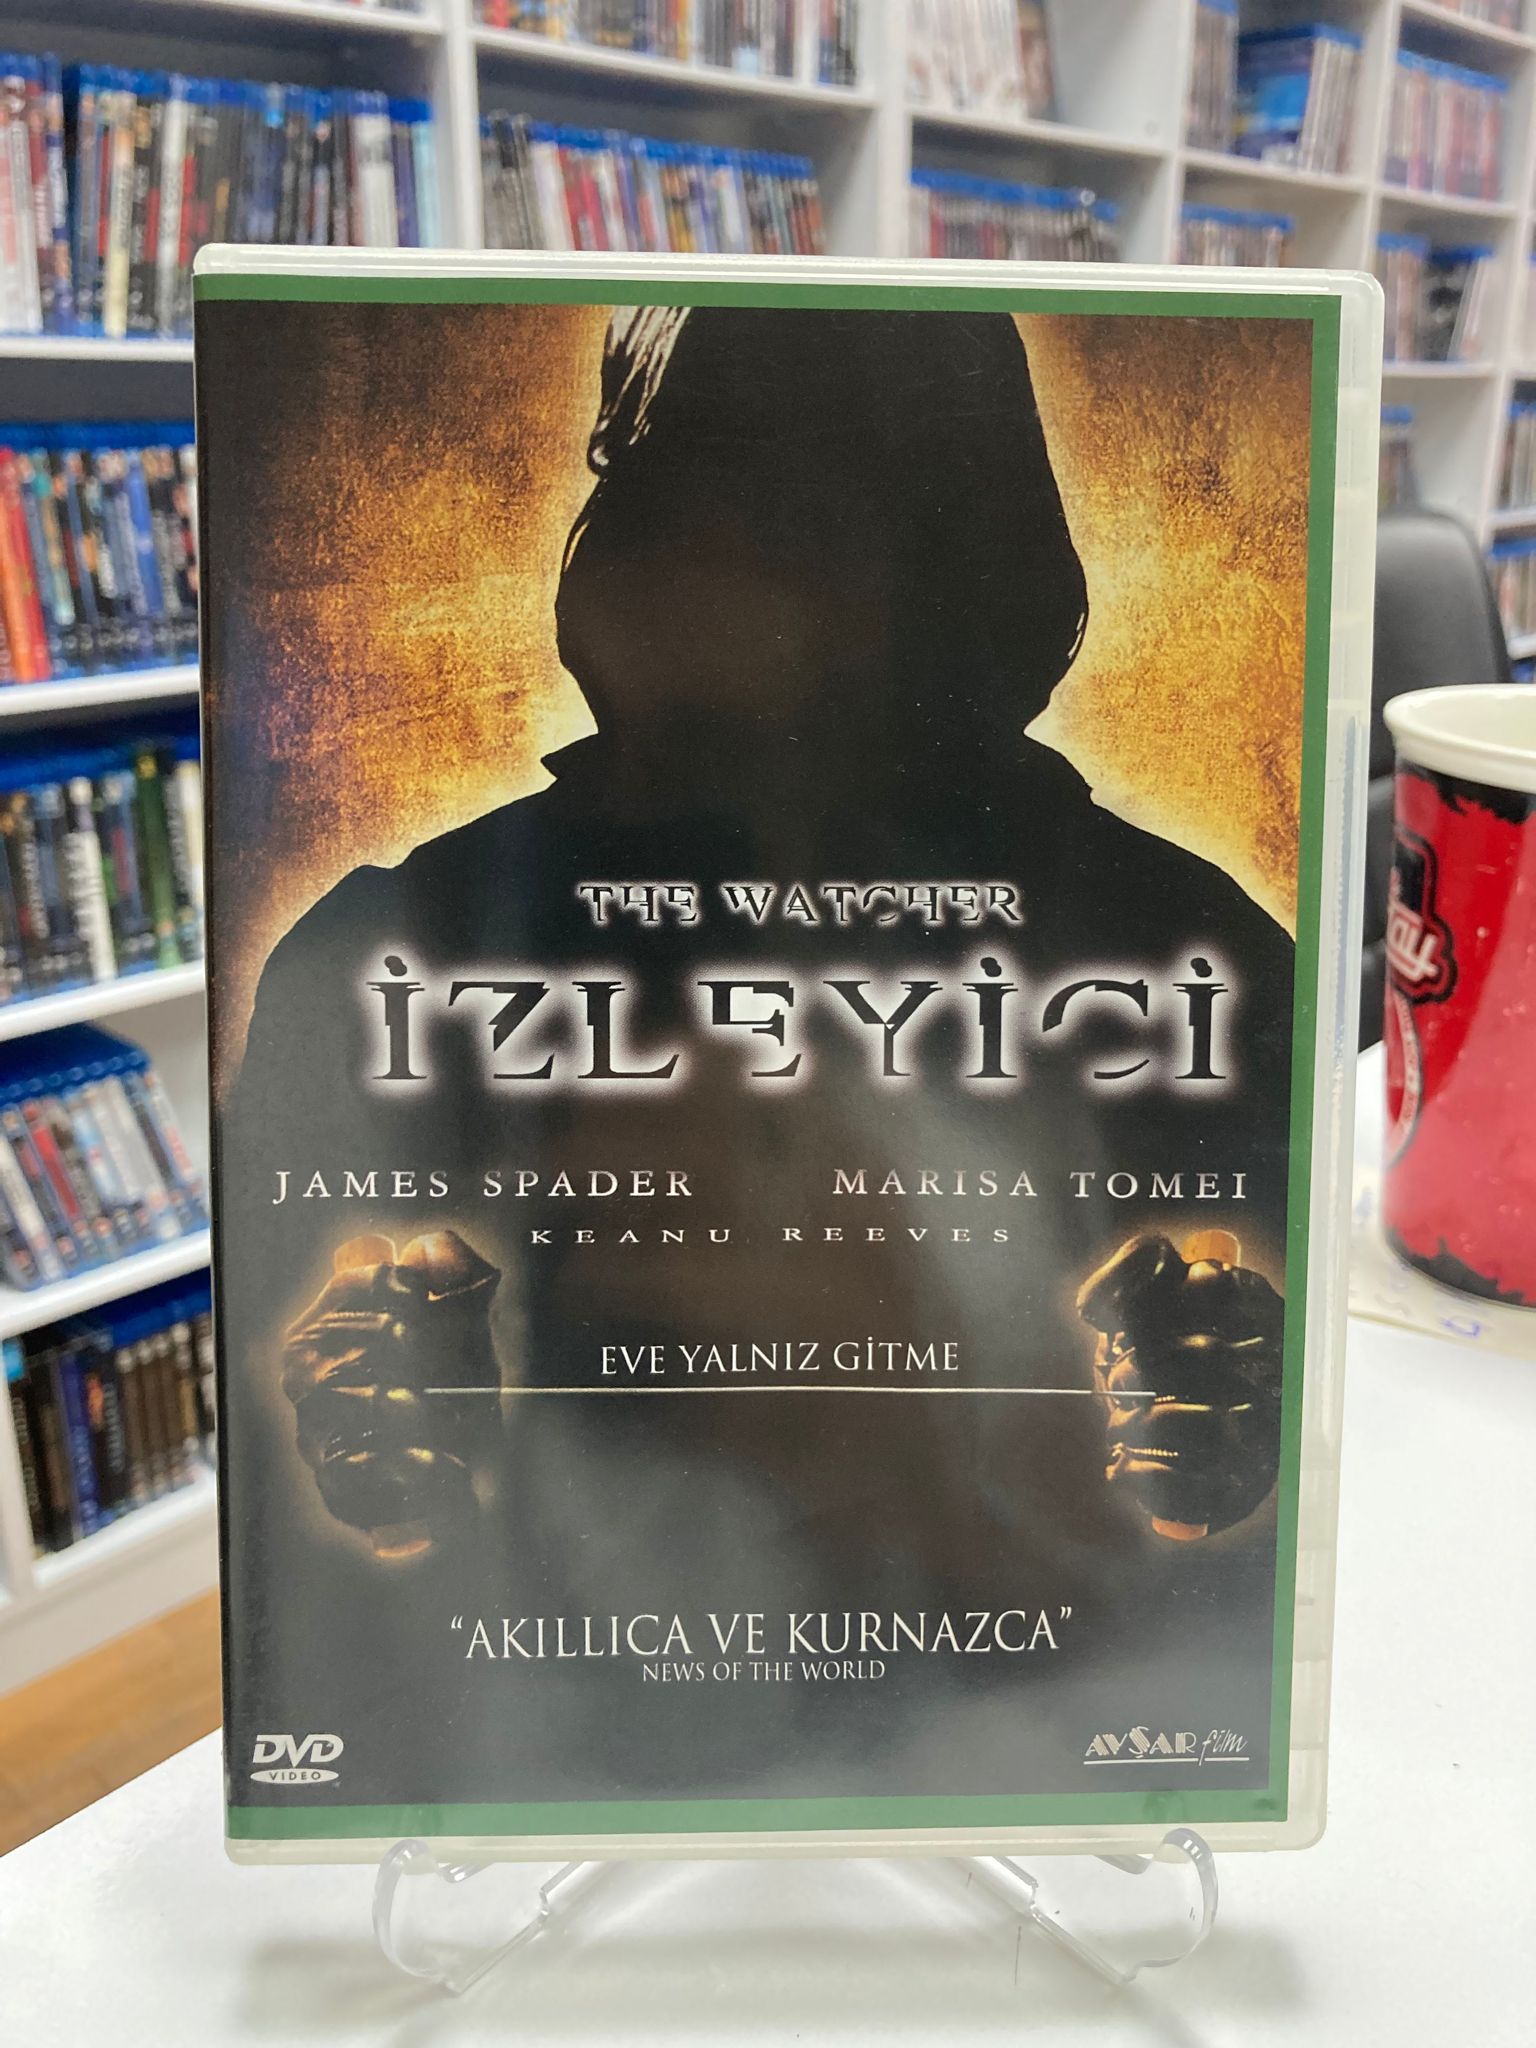 THE WATCHER
İZLEYİCİ
JAMES SPADER MARISA TOMEI
KEANU REEVES
EVE YALNIZ GİTME
“AKILLICA VE KURNAZCA”
NEWS OF THE WORLD
DVD
VIDEO
AVŞAR film